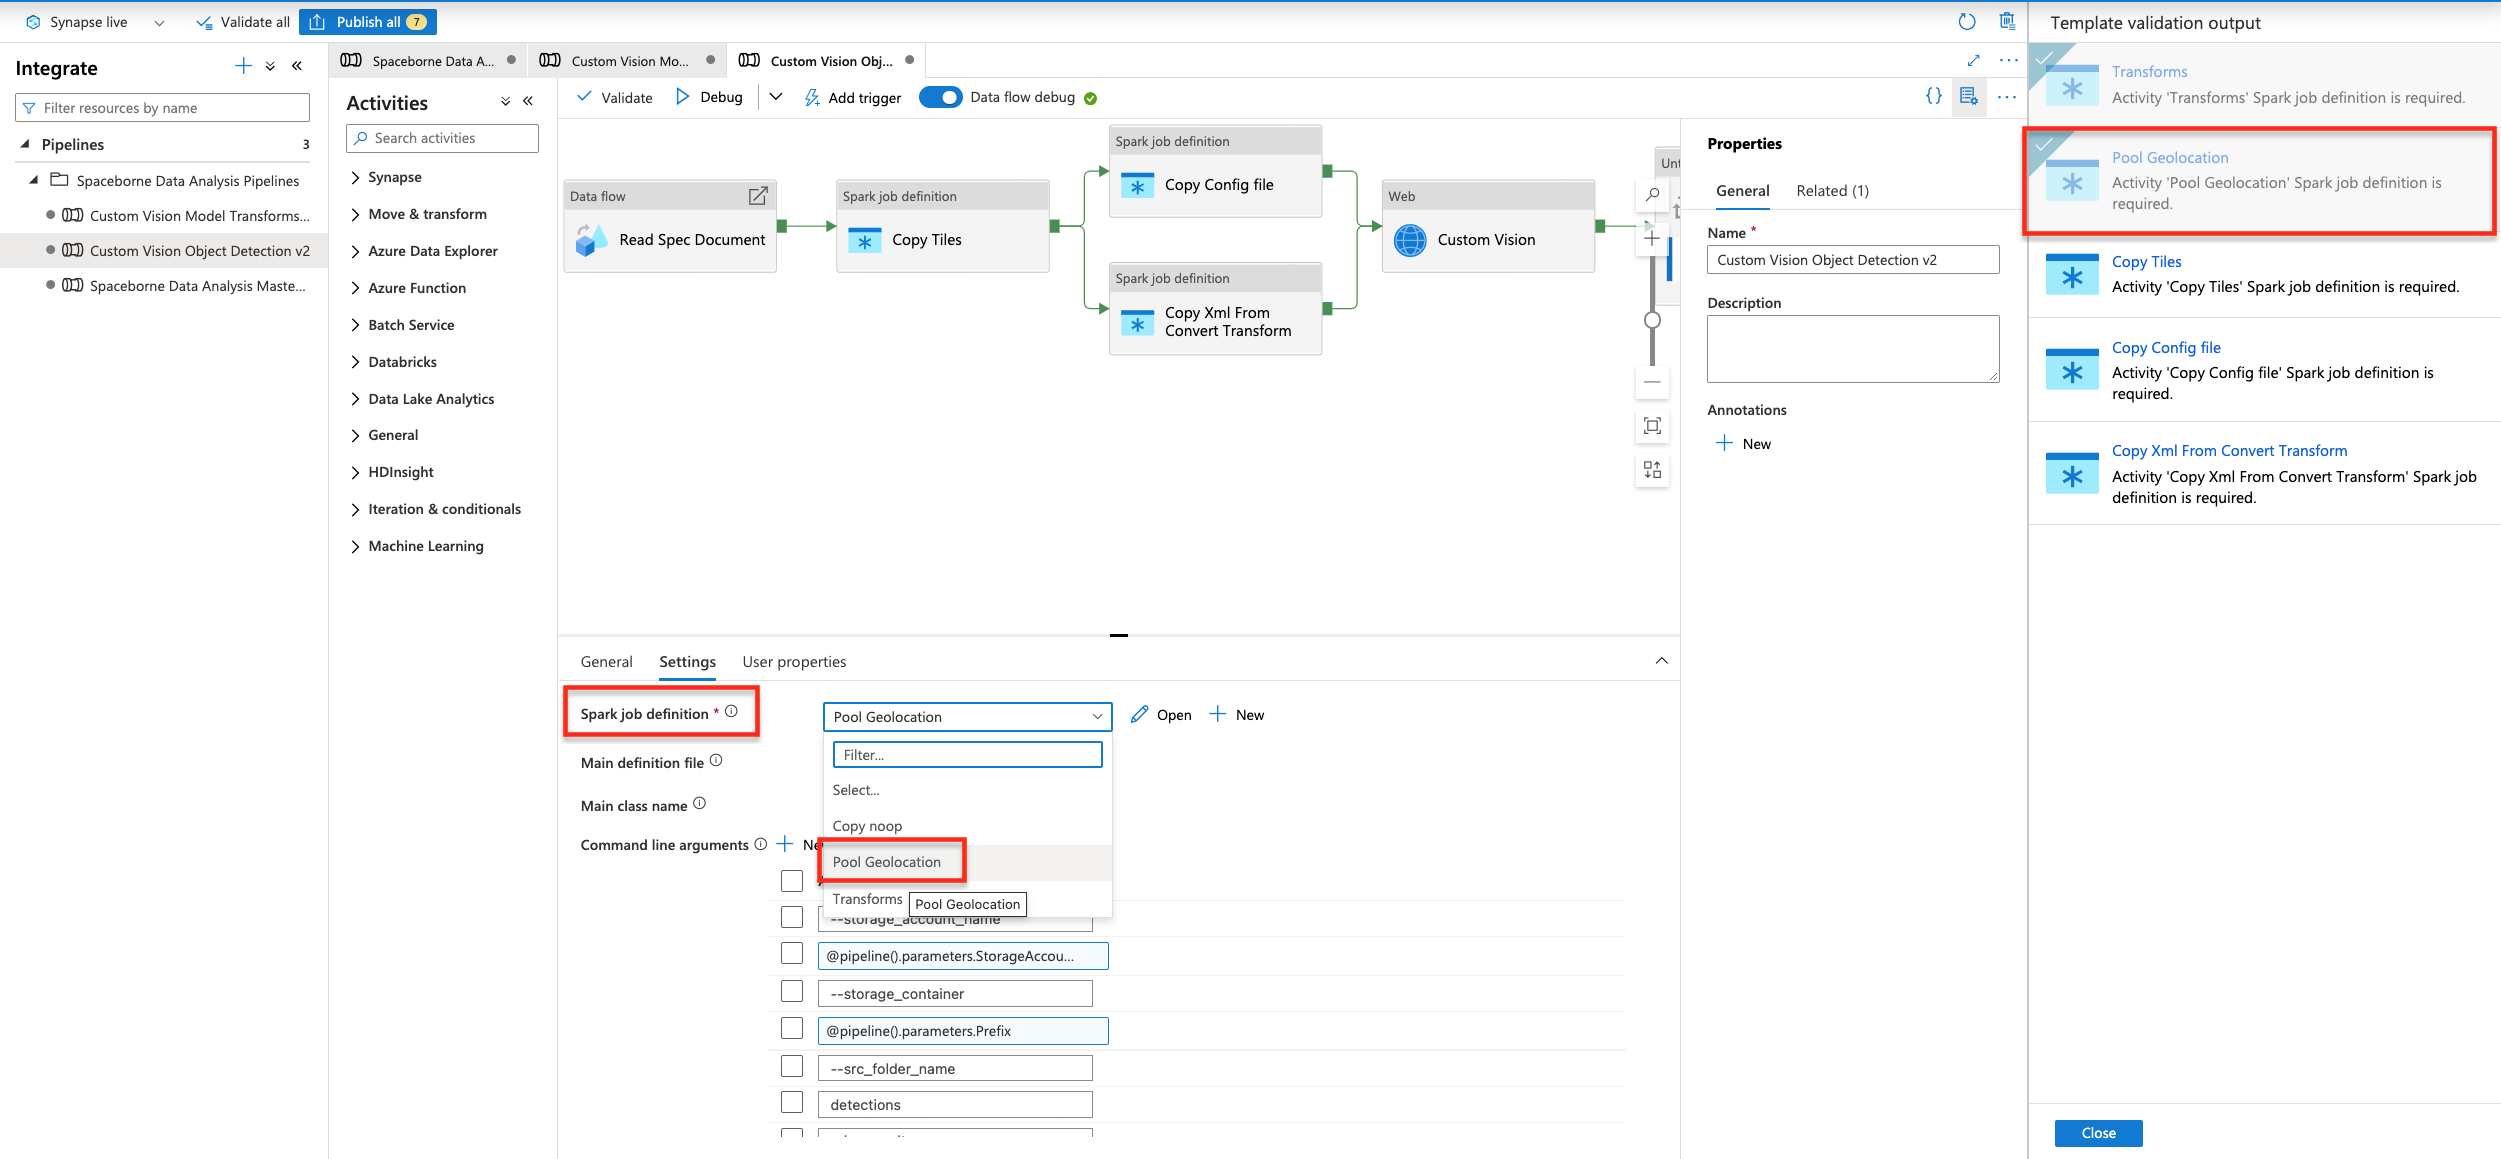 Synapse live
Validate all
Publish all 7
Template validation output
Integrate
Filter resources by name
Pipelines 3
Spaceborne Data Analysis Pipelines
Custom Vision Model Transforms...
Custom Vision Object Detection v2
Spaceborne Data Analysis Maste...
Spaceborne Data A...
Custom Vision Mo...
Custom Vision Obj...
Activities
Search activities
Synapse
Move & transform
Azure Data Explorer
Azure Function
Batch Service
Databricks
Data Lake Analytics
General
HDInsight
Iteration & conditionals
Machine Learning
Validate
Debug
Add trigger
Data flow debug
Data flow
Read Spec Document
Spark job definition
Copy Tiles
Spark job definition
Copy Config file
Spark job definition
Copy Xml From
Convert Transform
Web
Custom Vision
Unt
General
Settings
User properties
Spark job definition *
Pool Geolocation
Open
New
Filter...
Select...
Copy noop
Pool Geolocation
Transforms
Pool Geolocation
Main definition file
Main class name
Command line arguments
Ne
--storage_account_name
@pipeline().parameters.StorageAccou...
--storage_container
@pipeline().parameters.Prefix
--src_folder_name
detections
Properties
General
Related (1)
Name *
Custom Vision Object Detection v2
Description
Annotations
New
Transforms
Activity 'Transforms' Spark job definition is required.
Pool Geolocation
Activity 'Pool Geolocation' Spark job definition is
required.
Copy Tiles
Activity 'Copy Tiles' Spark job definition is required.
Copy Config file
Activity 'Copy Config file' Spark job definition is
required.
Copy Xml From Convert Transform
Activity 'Copy Xml From Convert Transform' Spark job
definition is required.
Close